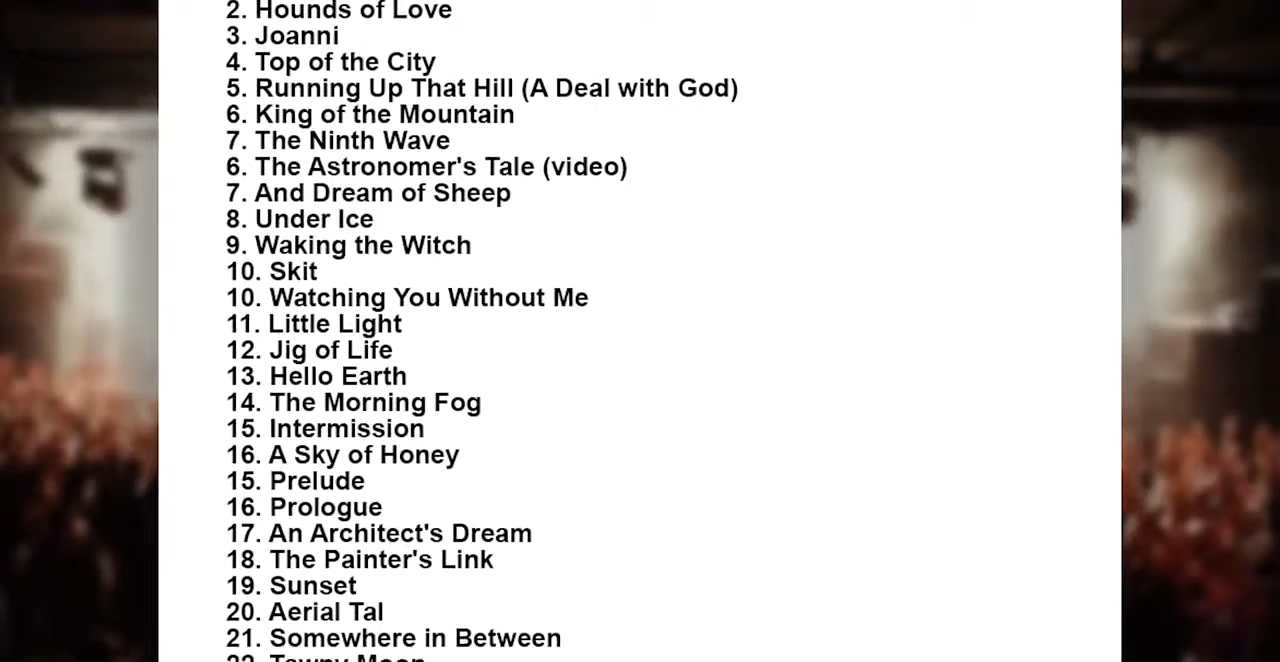 2. Hounds of Love
3. Joanni
4. Top of the City
5. Running Up That Hill (A Deal with God)
6. King of the Mountain
7. The Ninth Wave
6. The Astronomer's Tale (video)
7. And Dream of Sheep
8. Under Ice
9. Waking the Witch
10. Skit
10. Watching You Without Me
11. Little Light
12. Jig of Life
13. Hello Earth
14. The Morning Fog
15. Intermission
16. A Sky of Honey
15. Prelude
16. Prologue
17. An Architect's Dream
18. The Painter's Link
19. Sunset
20. Aerial Tal
21. Somewhere in Between
22. Tawny Moon